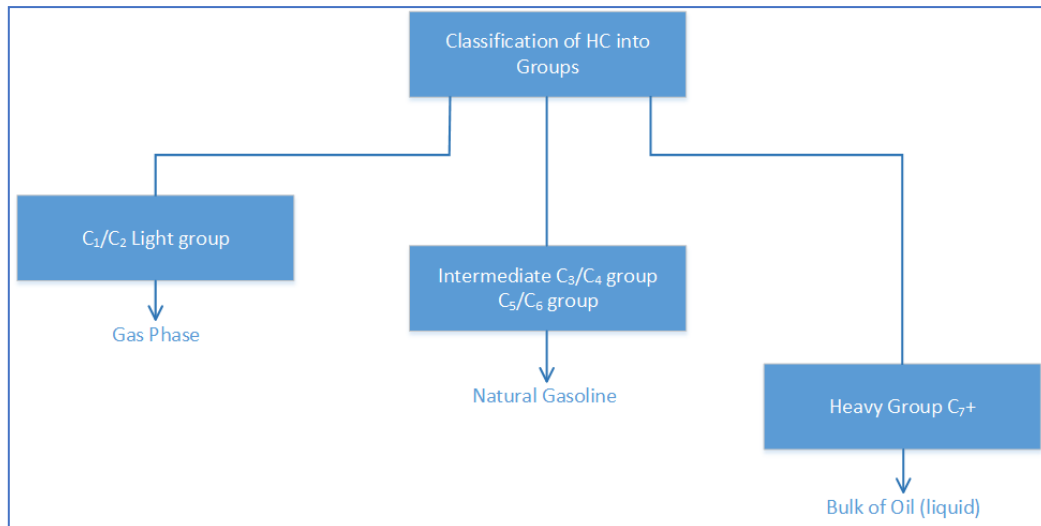 Classification of HC into
Groups
C₁/C₂ Light group
Gas Phase
Intermediate C₃/C₄ group
C₅/C₆ group
Natural Gasoline
Heavy Group C₇+
Bulk of Oil (liquid)